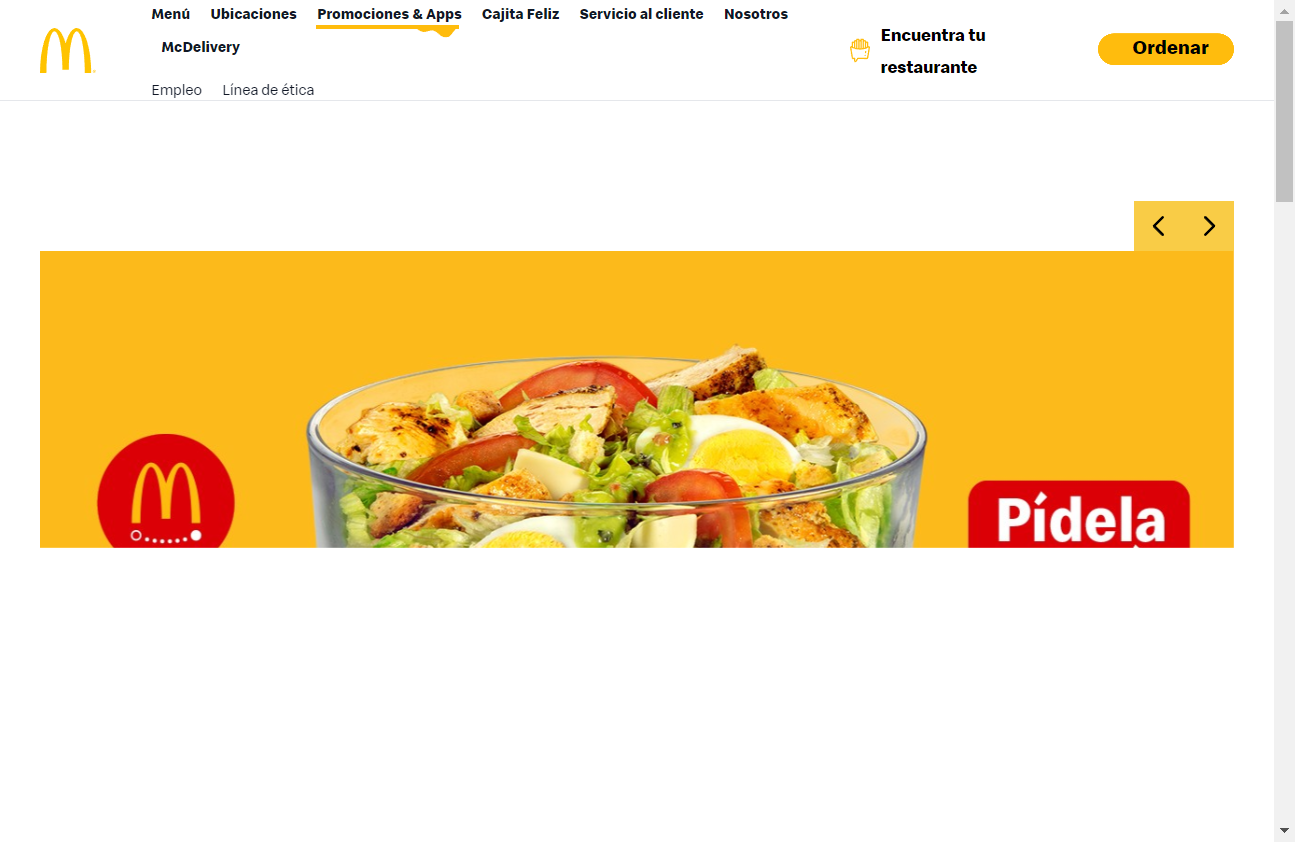 Menú Ubicaciones Promociones & Apps Cajita Feliz Servicio al cliente Nosotros
McDelivery
Encuentra tu
restaurante
Ordenar
Empleo Línea de ética
Pídela